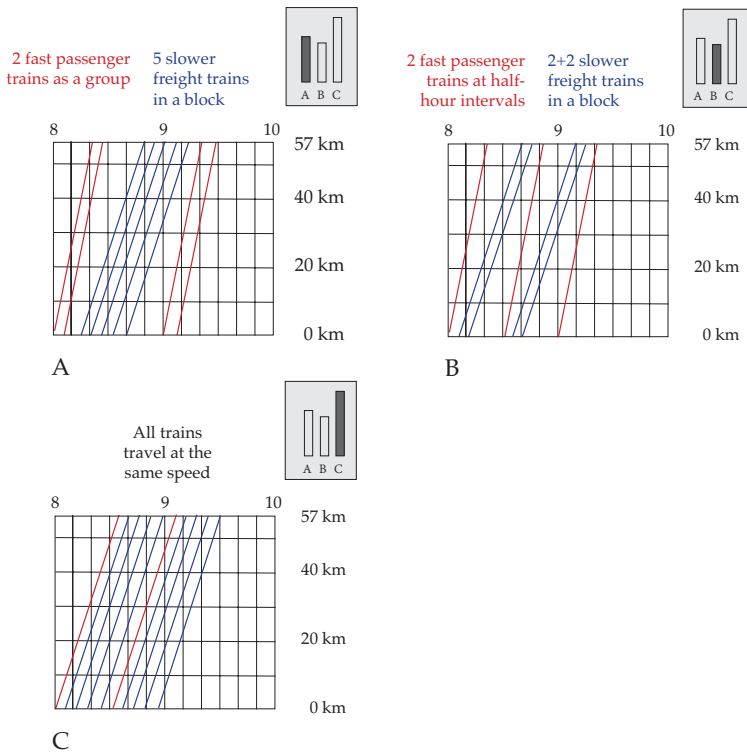 2 fast passenger
trains as a group
5 slower
freight trains
in a block
A B C
8 9 10
57 km
40 km
20 km
0 km
A
2 fast passenger
trains at half-
hour intervals
2+2 slower
freight trains
in a block
A B C
8 9 10
57 km
40 km
20 km
0 km
B
All trains
travel at the
same speed
A B C
8 9 10
57 km
40 km
20 km
0 km
C